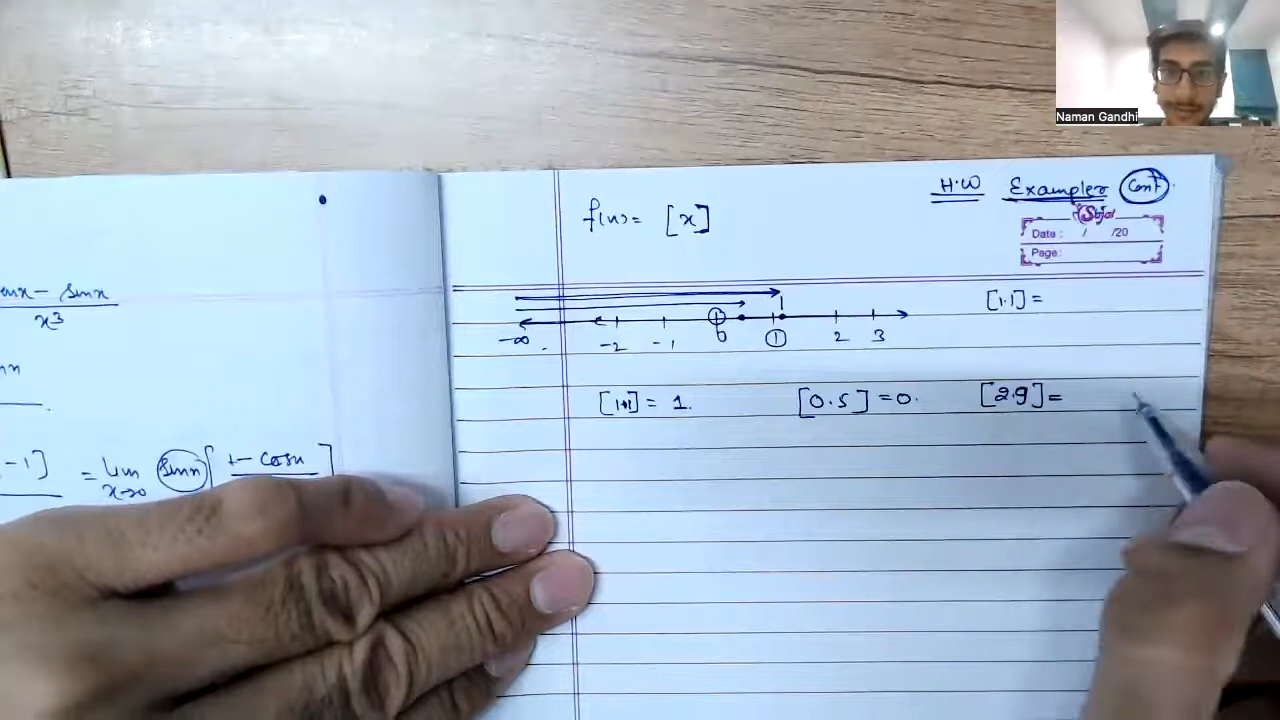 Naman Gandhi
H.W Exampler Cont
f(x)= [x]
Date : / /20
Page:
sinx
x³
= lim sinx [ 1- cosx ]
x→0
- 1]
[1.1] =
-∞ -2 -1 0 1 2 3
[1.1] = 1. [0.5] = 0. [2.9] =